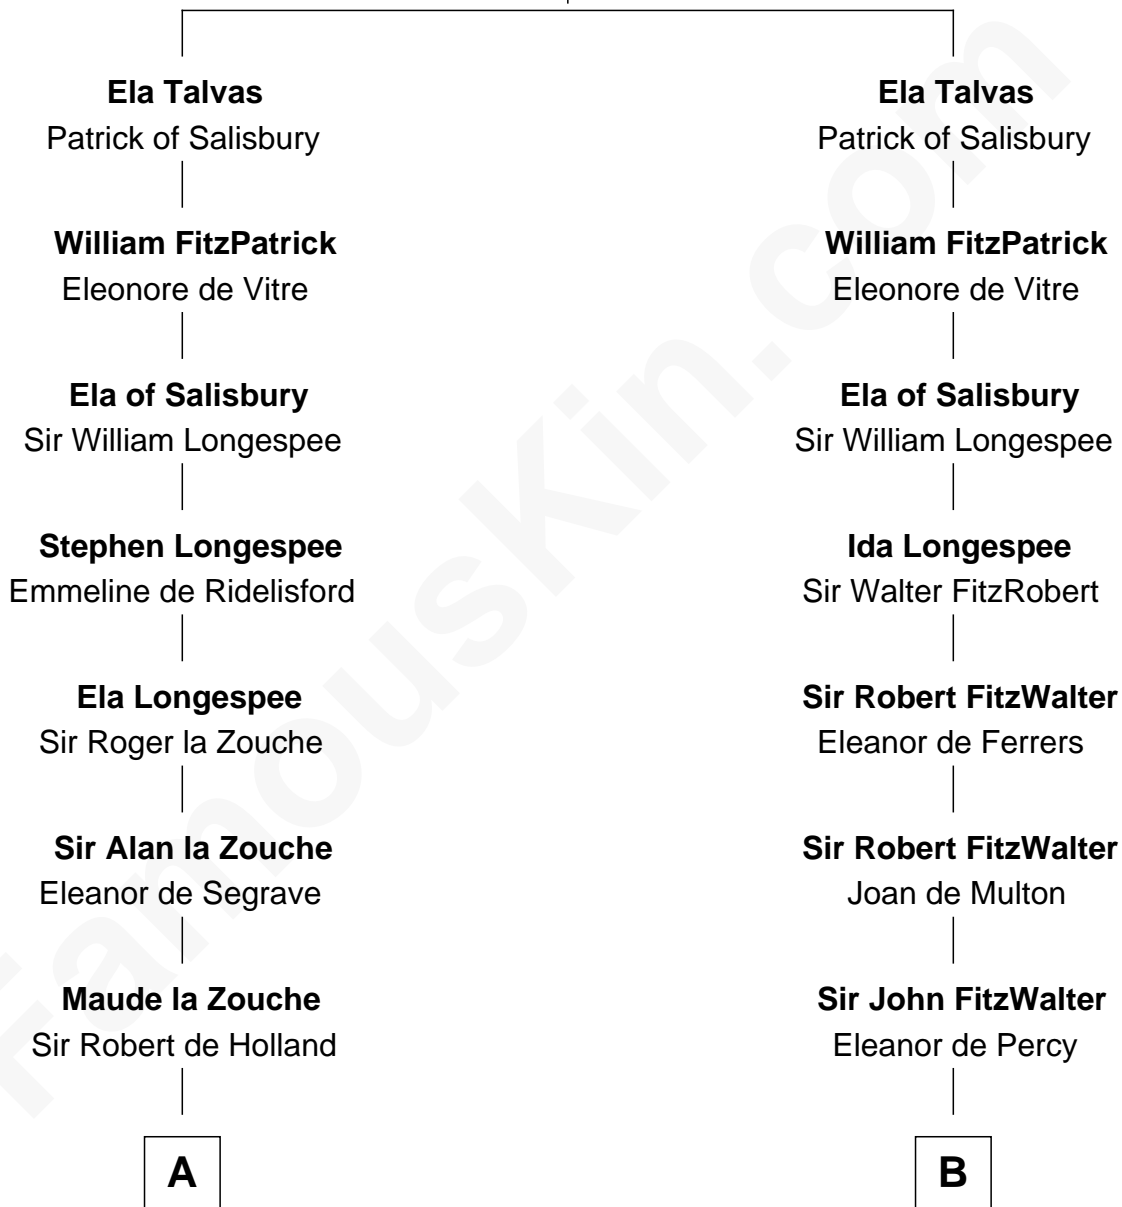 Ela Talvas
Patrick of Salisbury
William FitzPatrick
Eleonore de Vitre
Ela of Salisbury
Sir William Longespee
Stephen Longespee
Emmeline de Ridelisford
Ela Longespee
Sir Roger la Zouche
Sir Alan la Zouche
Eleanor de Segrave
Maude la Zouche
Sir Robert de Holland
A
Ela Talvas
Patrick of Salisbury
William FitzPatrick
Eleonore de Vitre
Ela of Salisbury
Sir William Longespee
Ida Longespee
Sir Walter FitzRobert
Sir Robert FitzWalter
Eleanor de Ferrers
Sir Robert FitzWalter
Joan de Multon
Sir John FitzWalter
Eleanor de Percy
B
FamousKin.com